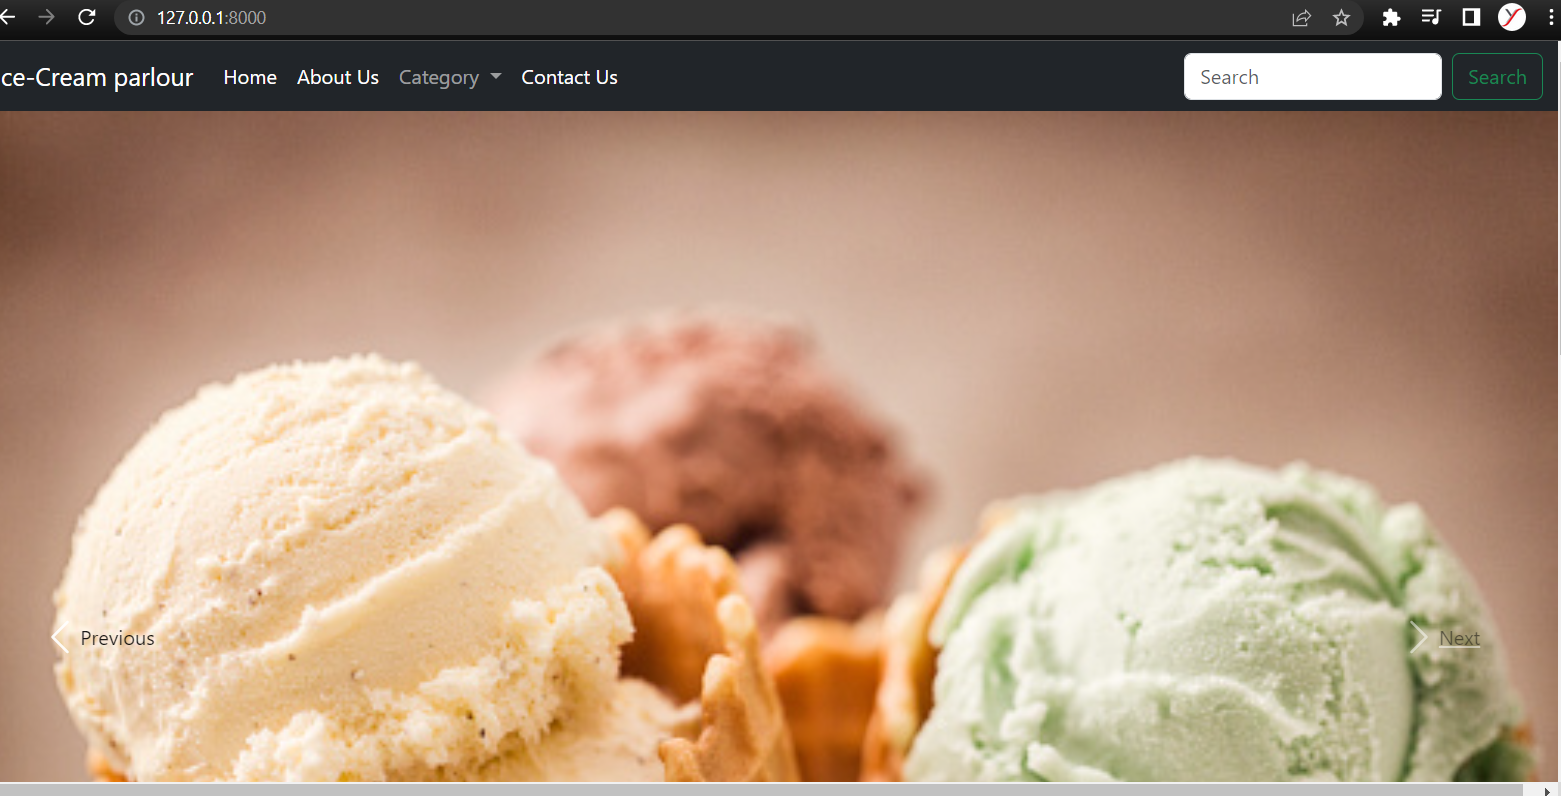 127.0.0.1:8000
ce-Cream parlour Home About Us Category Contact Us Search Search
Previous Next